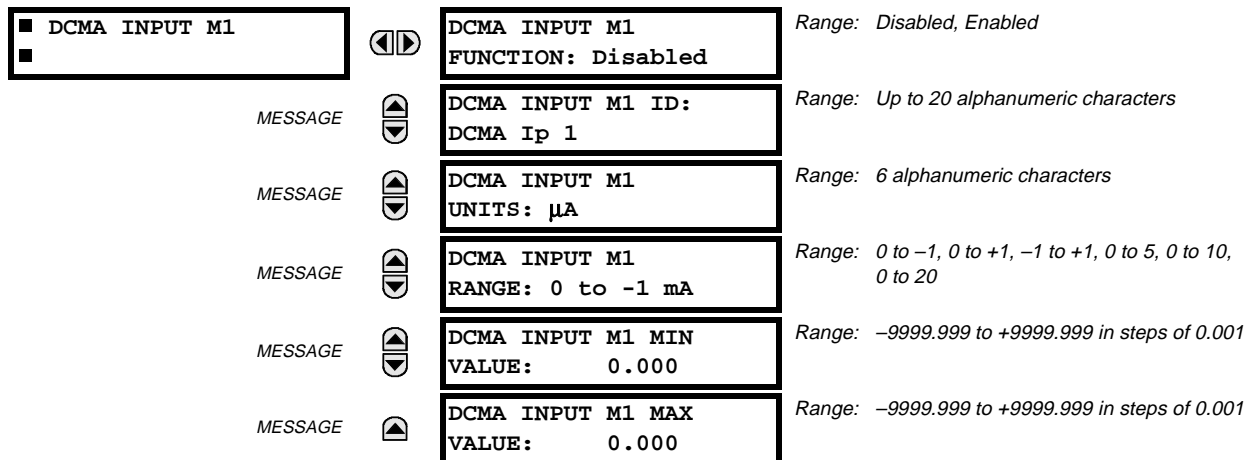 ■ DCMA INPUT M1
■
DCMA INPUT M1
FUNCTION: Disabled
Range: Disabled, Enabled
MESSAGE
DCMA INPUT M1 ID:
DCMA Ip 1
Range: Up to 20 alphanumeric characters
MESSAGE
DCMA INPUT M1
UNITS: μA
Range: 6 alphanumeric characters
MESSAGE
DCMA INPUT M1
RANGE: 0 to -1 mA
Range: 0 to –1, 0 to +1, –1 to +1, 0 to 5, 0 to 10,
0 to 20
MESSAGE
DCMA INPUT M1 MIN
VALUE: 0.000
Range: –9999.999 to +9999.999 in steps of 0.001
MESSAGE
DCMA INPUT M1 MAX
VALUE: 0.000
Range: –9999.999 to +9999.999 in steps of 0.001